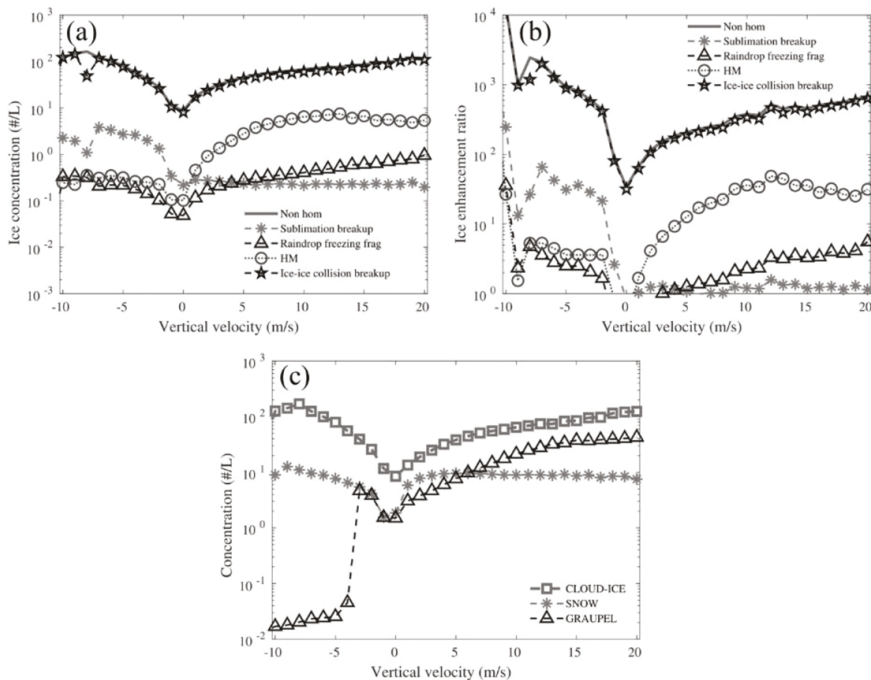 (a)
10 3
10 2
10 1
10 0
10 -1
10 -2
10 -3
Ice concentration (#/L)
Non hom
Sublimation breakup
Raindrop freezing frag
HM
Ice-ice collision breakup
-10 -5 0 5 10 15 20
Vertical velocity (m/s)
(b)
10 4
10 3
10 2
10 1
10 0
Ice enhancement ratio
Non hom
Sublimation breakup
Raindrop freezing frag
HM
Ice-ice collision breakup
-10 -5 0 5 10 15 20
Vertical velocity (m/s)
(c)
10 3
10 2
10 1
10 0
10 -1
10 -2
Concentration (#/L)
CLOUD-ICE
SNOW
GRAUPEL
-10 -5 0 5 10 15 20
Vertical velocity (m/s)